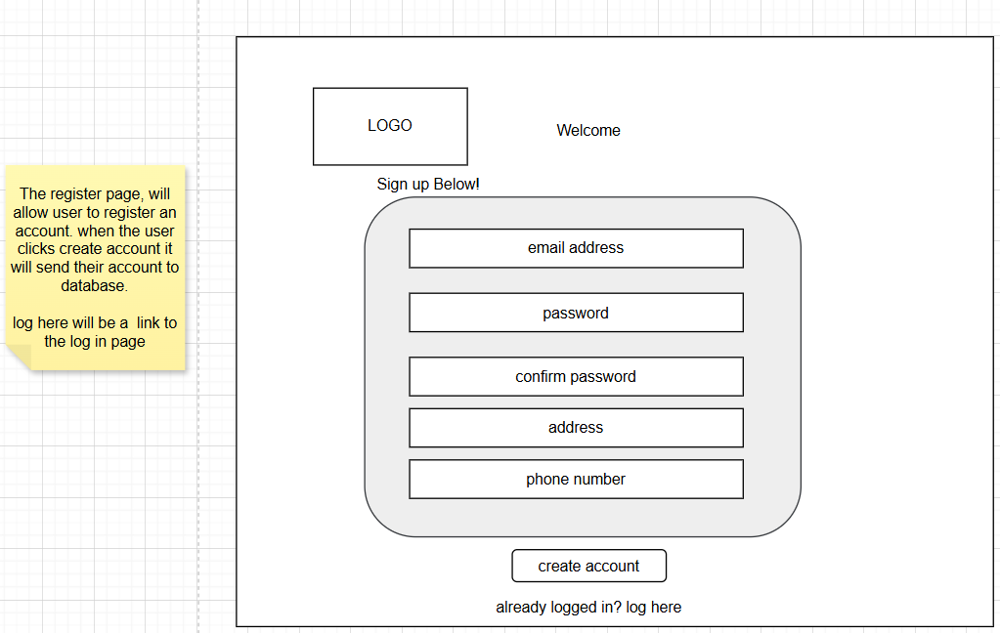 LOGO
Welcome
Sign up Below!
email address
password
confirm password
address
phone number
create account
already logged in? log here
The register page, will
allow user to register an
account. when the user
clicks create account it
will send their account to
database.
log here will be a  link to
the log in page